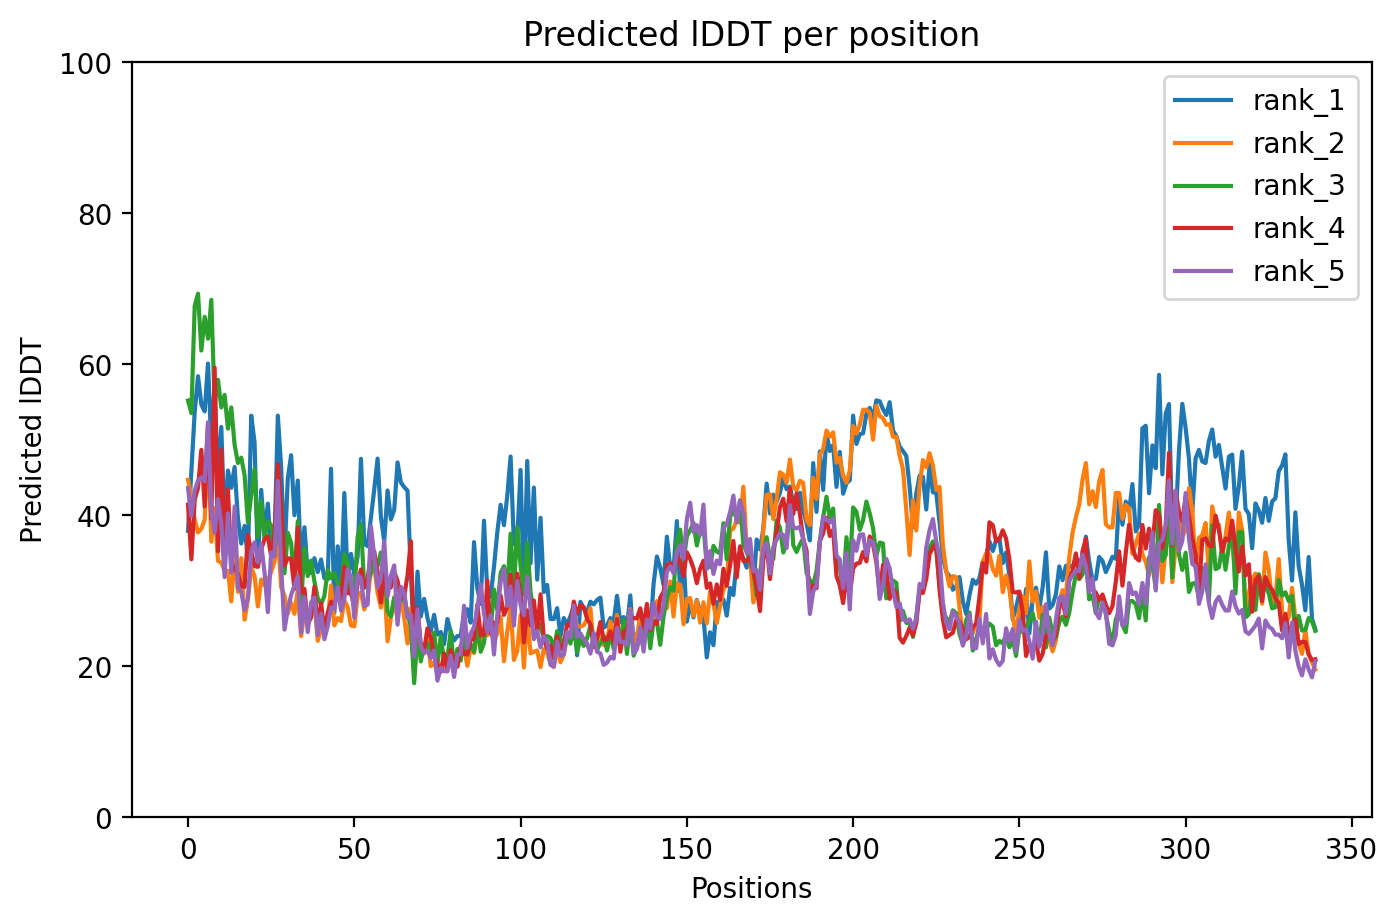 Predicted lDDT per position
100
80
60
40
20
0
Predicted lDDT
0 50 100 150 200 250 300 350
Positions
rank_1
rank_2
rank_3
rank_4
rank_5